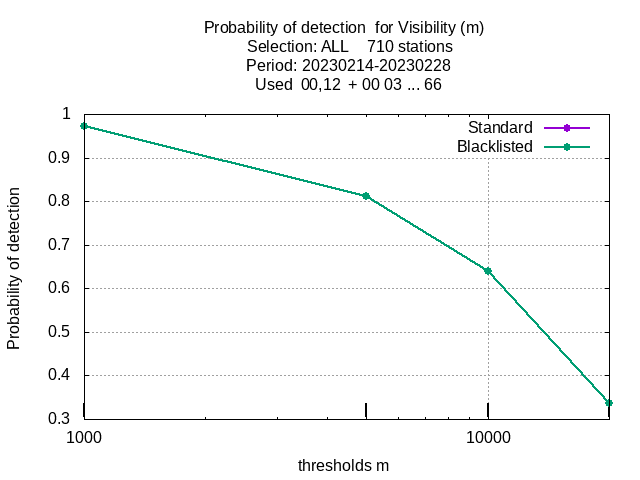 Probability of detection  for Visibility (m)
Selection: ALL    710 stations
Period: 20230214-20230228
Used  00,12  + 00 03 ... 66
Standard
Blacklisted
Probability of detection
1
0.9
0.8
0.7
0.6
0.5
0.4
0.3
1000
10000
thresholds m